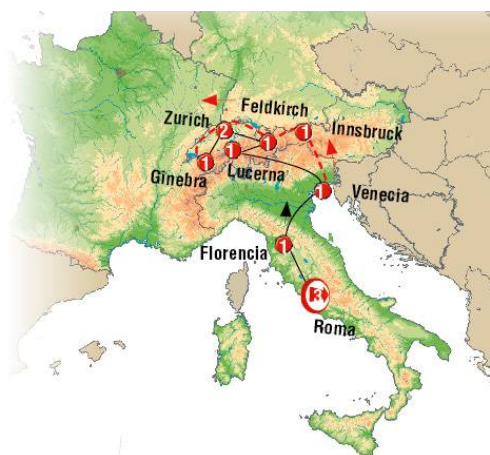 Feldkirch
Zurich
2
1
1
Innsbruck
1
1
Ginebra
Lucerna
1
Venecia
Florencia
1
3
Roma